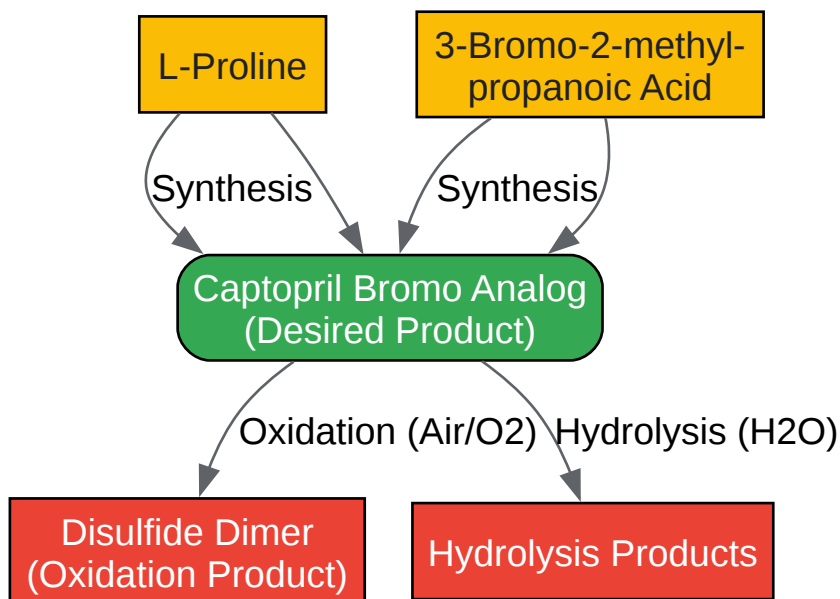 L-Proline
3-Bromo-2-methyl-
propanoic Acid
Synthesis
Synthesis
Captopril Bromo Analog
(Desired Product)
Oxidation (Air/O2)
Hydrolysis (H2O)
Disulfide Dimer
(Oxidation Product)
Hydrolysis Products